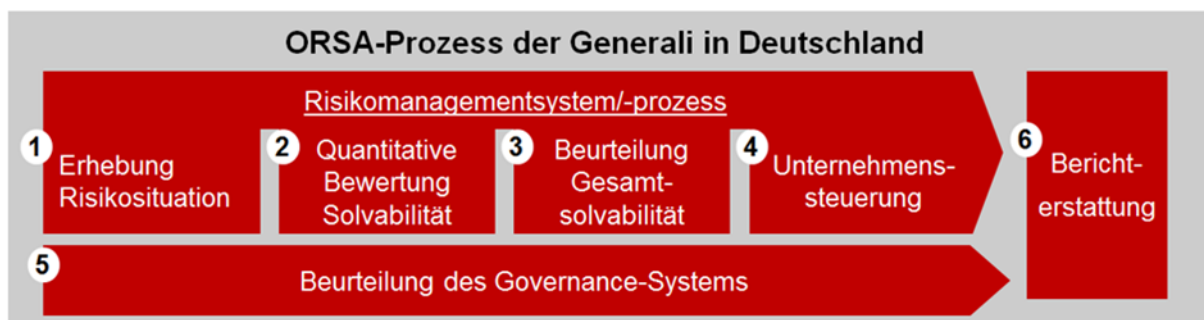 ORSA-Prozess der Generali in Deutschland
Risikomanagementsystem/-prozess
1
Erhebung
Risikosituation
2
Quantitative
Bewertung
Solvabilität
3
Beurteilung
Gesamt-
solvabilität
4
Unternehmens-
steuerung
5
Beurteilung des Governance-Systems
6
Bericht-
erstattung